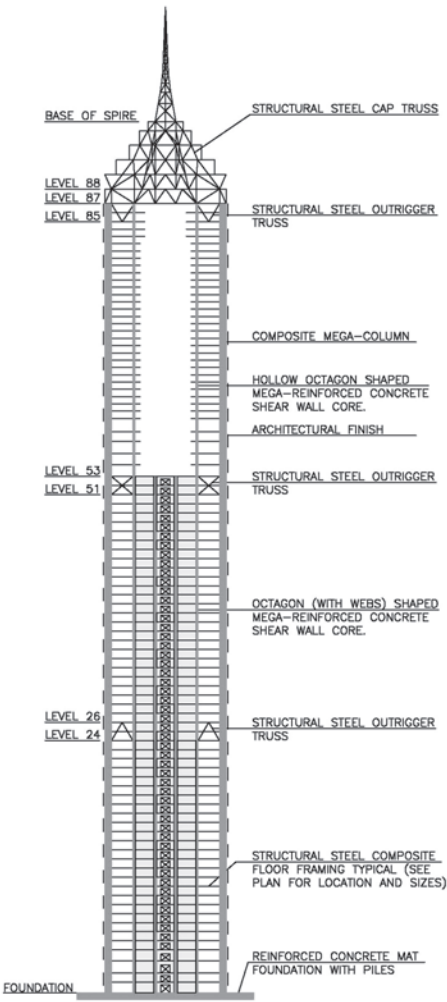 BASE OF SPIRE
STRUCTURAL STEEL CAP TRUSS
LEVEL 88
LEVEL 87
LEVEL 85
STRUCTURAL STEEL OUTRIGGER
TRUSS
COMPOSITE MEGA-COLUMN
HOLLOW OCTAGON SHAPED
MEGA-REINFORCED CONCRETE
SHEAR WALL CORE.
ARCHITECTURAL FINISH
LEVEL 53
LEVEL 51
STRUCTURAL STEEL OUTRIGGER
TRUSS
OCTAGON (WITH WEBS) SHAPED
MEGA-REINFORCED CONCRETE
SHEAR WALL CORE.
LEVEL 26
LEVEL 24
STRUCTURAL STEEL OUTRIGGER
TRUSS
STRUCTURAL STEEL COMPOSITE
FLOOR FRAMING TYPICAL (SEE
PLAN FOR LOCATION AND SIZES)
REINFORCED CONCRETE MAT
FOUNDATION WITH PILES
FOUNDATION